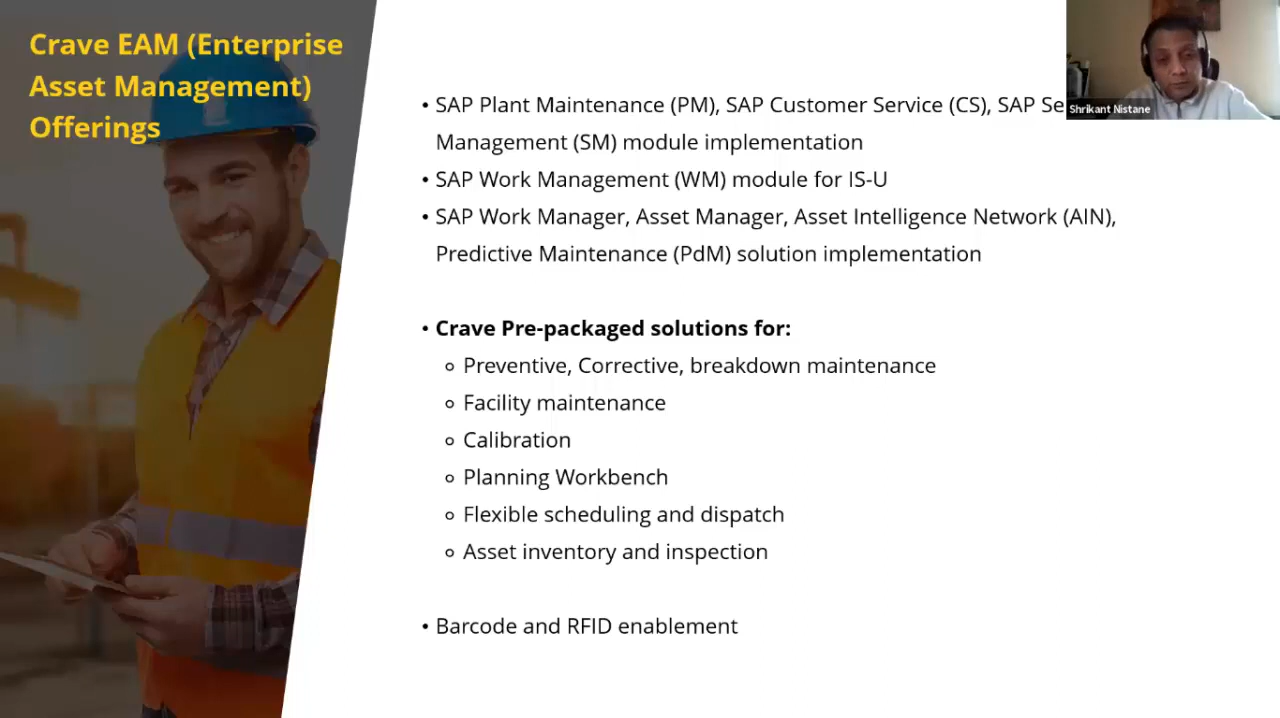 Crave EAM (Enterprise
Asset Management)
Offerings
• SAP Plant Maintenance (PM), SAP Customer Service (CS), SAP
Management (SM) module implementation
• SAP Work Management (WM) module for IS-U
• SAP Work Manager, Asset Manager, Asset Intelligence Network (AIN),
Predictive Maintenance (PdM) solution implementation
• Crave Pre-packaged solutions for:
Preventive, Corrective, breakdown maintenance
Facility maintenance
Calibration
Planning Workbench
Flexible scheduling and dispatch
Asset inventory and inspection
• Barcode and RFID enablement
Shrikant Nistane